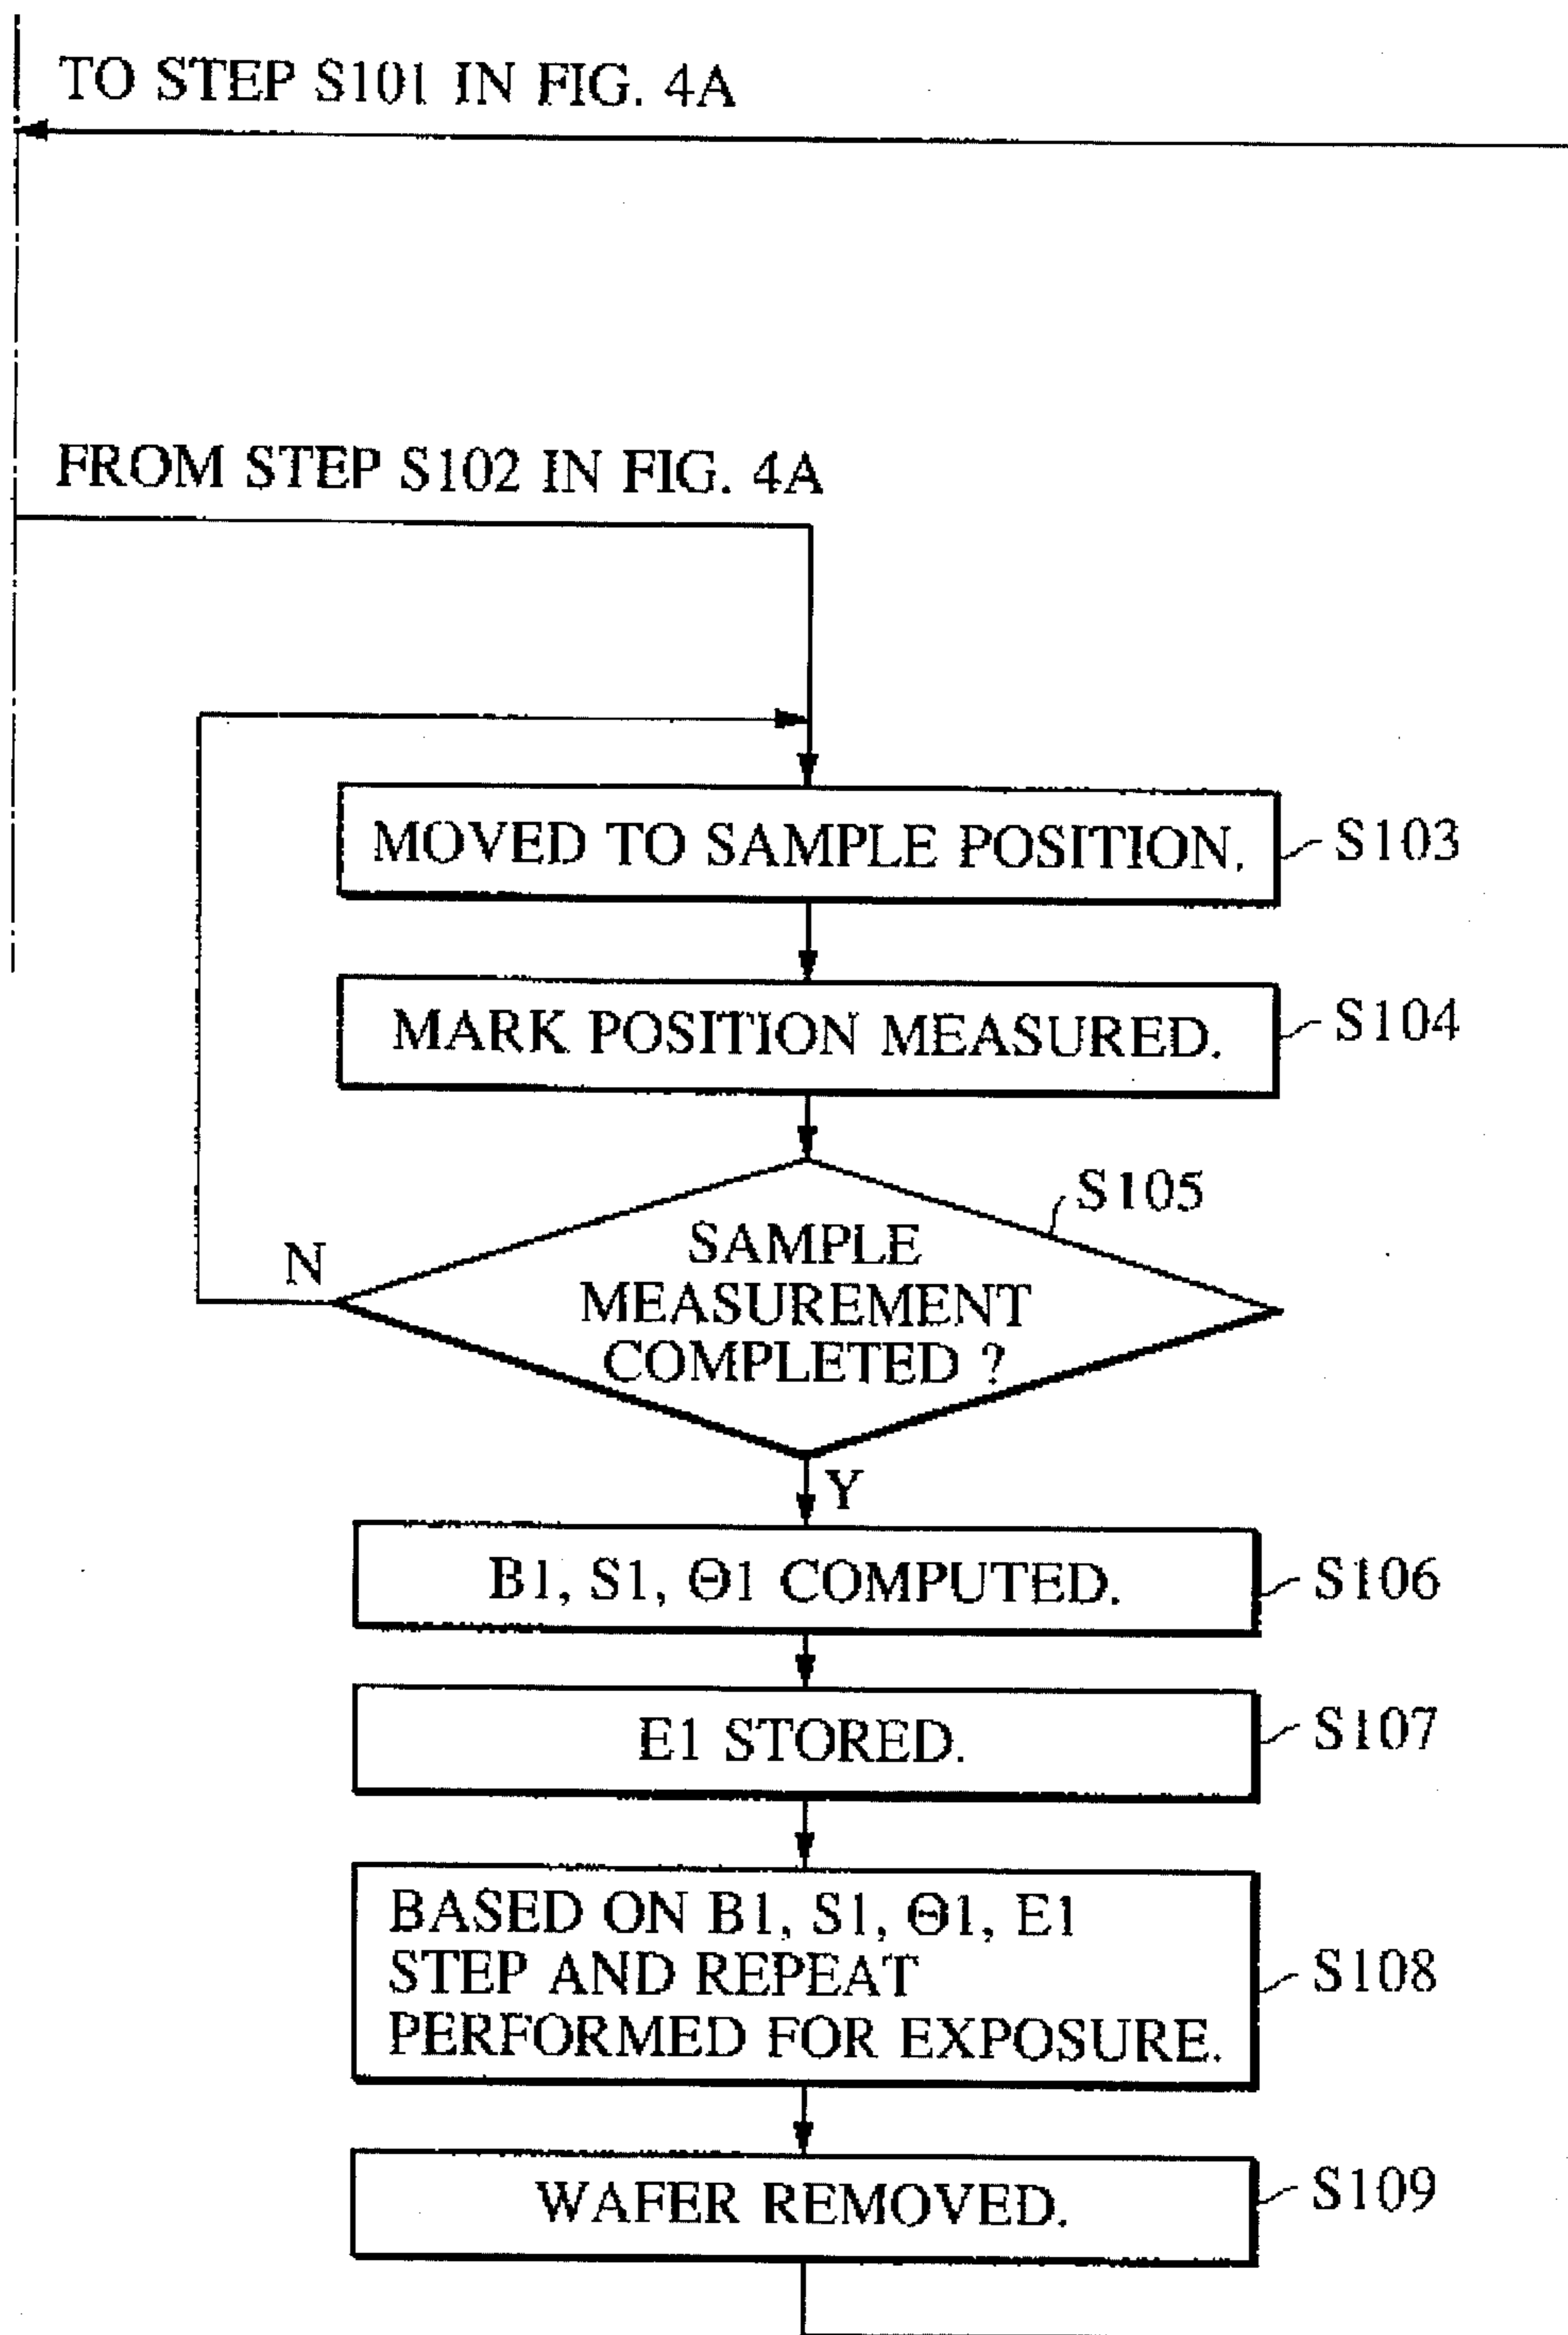 TO STEP S101 IN FIG. 4A
FROM STEP S102 IN FIG. 4A
MOVED TO SAMPLE POSITION.
S103
MARK POSITION MEASURED.
S104
S105
SAMPLE
MEASUREMENT
COMPLETED ?
N
Y
B1, S1, Θ1 COMPUTED.
S106
E1 STORED.
S107
BASED ON B1, S1, Θ1, E1
STEP AND REPEAT
PERFORMED FOR EXPOSURE.
S108
WAFER REMOVED.
S109